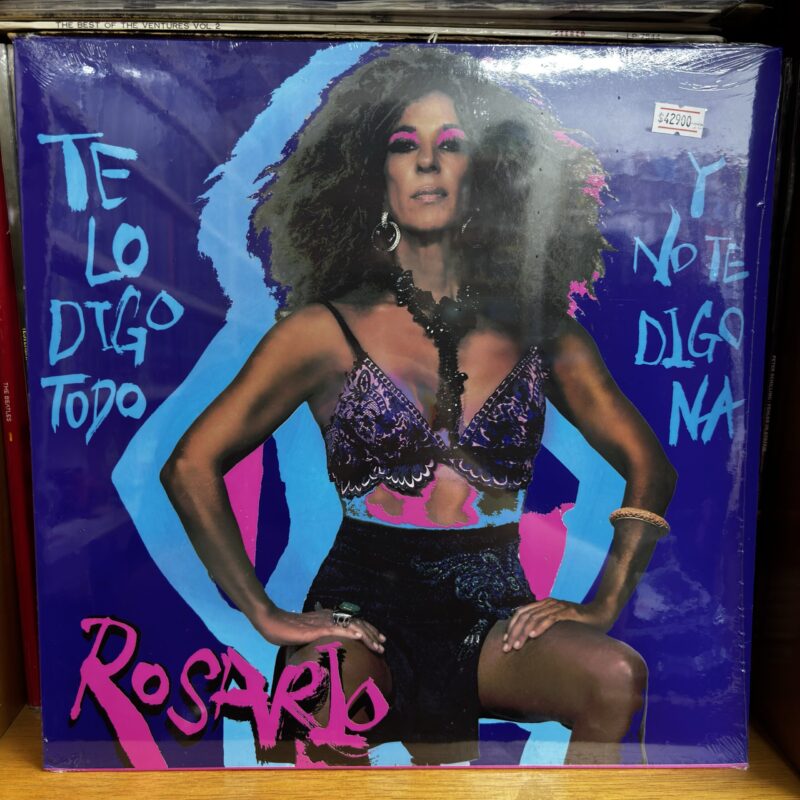 THE BEST OF THE VENTURES VOL. 2
STEREO
$42900
TE
LO
DIGO
TODO
Y
NO TE
DIGO
NA
ROSARIO
THE BEATLES